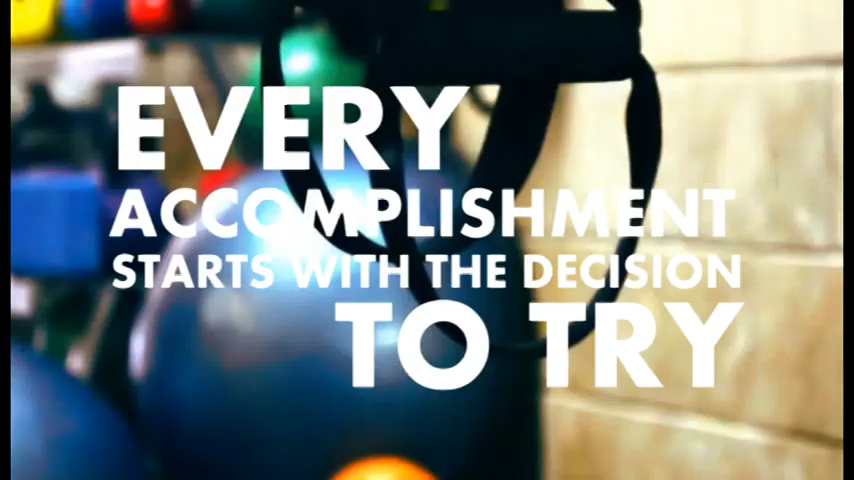 EVERY
ACCOMPLISHMENT
STARTS WITH THE DECISION
TO TRY